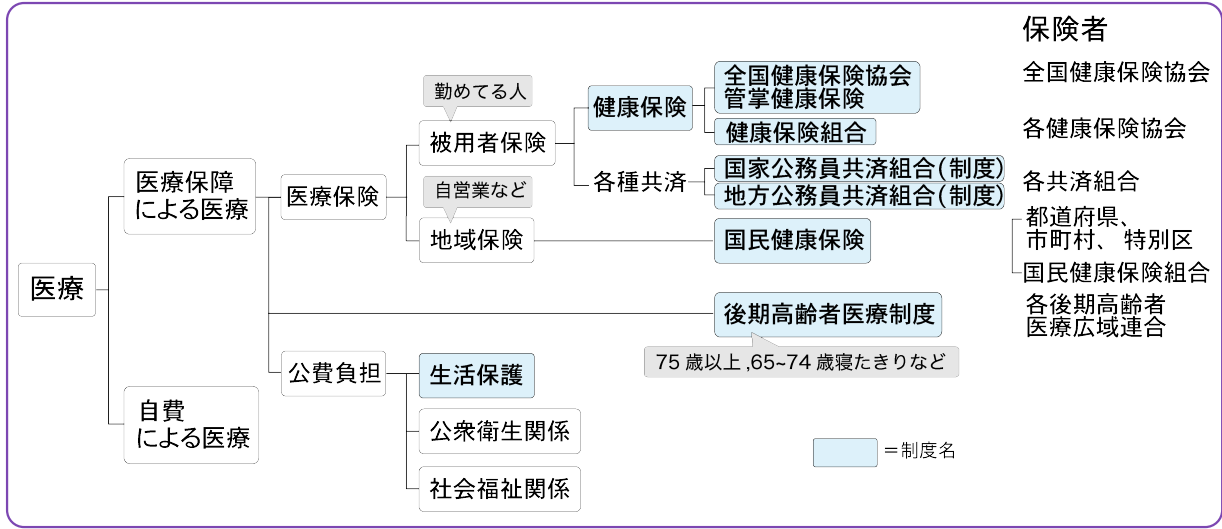 保険者
勤めてる人
健康保険
全国健康保険協会
管掌健康保険
全国健康保険協会
被用者保険
健康保険組合
各健康保険協会
医療保障
による医療
医療保険
自営業など
各種共済
国家公務員共済組合(制度)
地方公務員共済組合(制度)
各共済組合
地域保険
国民健康保険
都道府県、
市町村、特別区
国民健康保険組合
医療
後期高齢者医療制度
各後期高齢者
医療広域連合
75歳以上,65~74歳寝たきりなど
公費負担
生活保護
自費
による医療
公衆衛生関係
社会福祉関係
=制度名